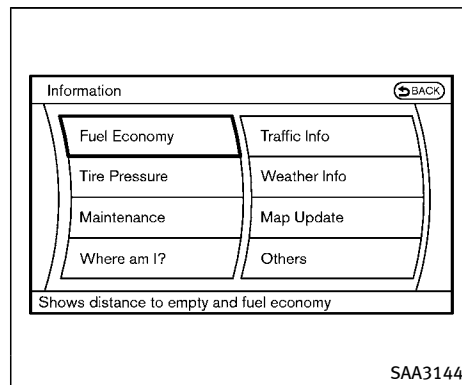 Information
BACK
Fuel Economy
Traffic Info
Tire Pressure
Weather Info
Maintenance
Map Update
Where am I?
Others
Shows distance to empty and fuel economy
SAA3144